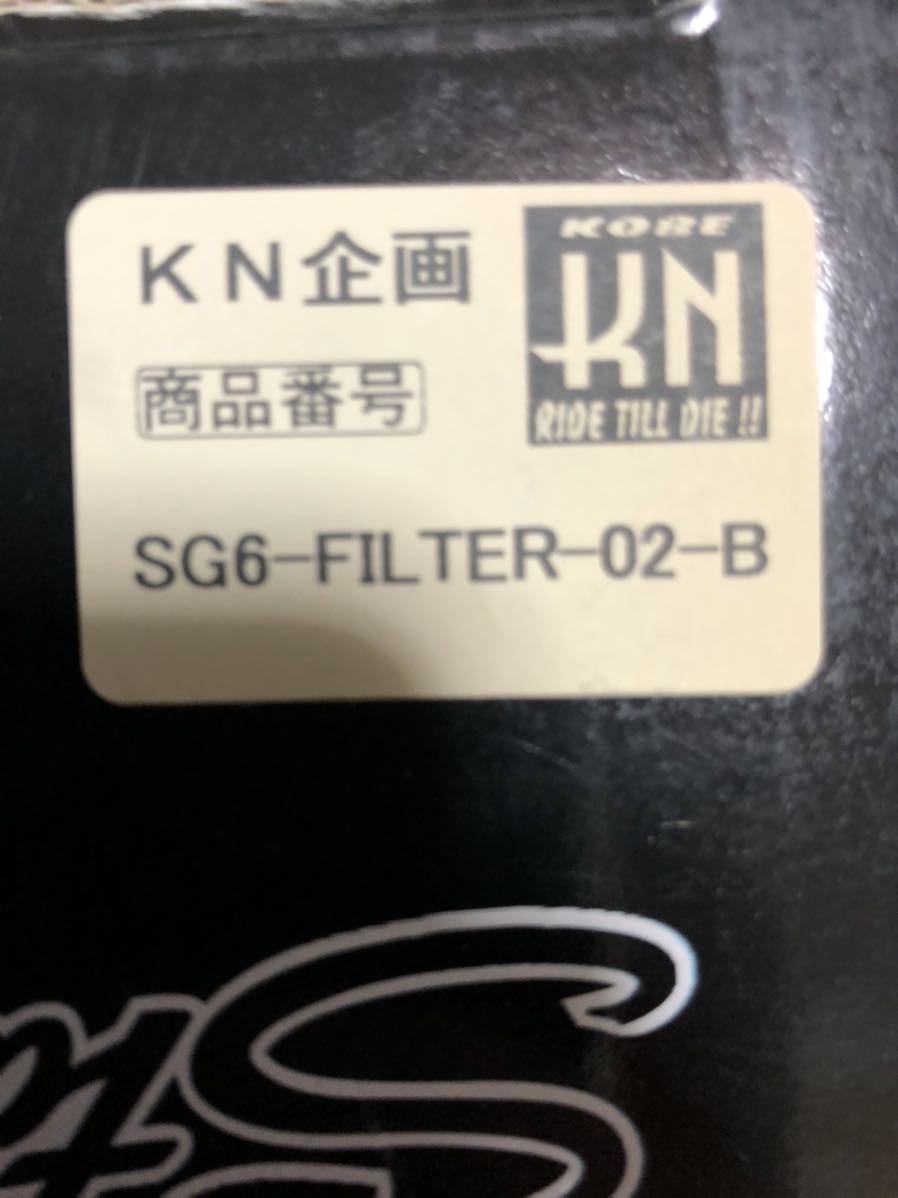 KN企画
KOBE
KN
RIDE TILL DIE !!
商品番号
SG6-FILTER-02-B